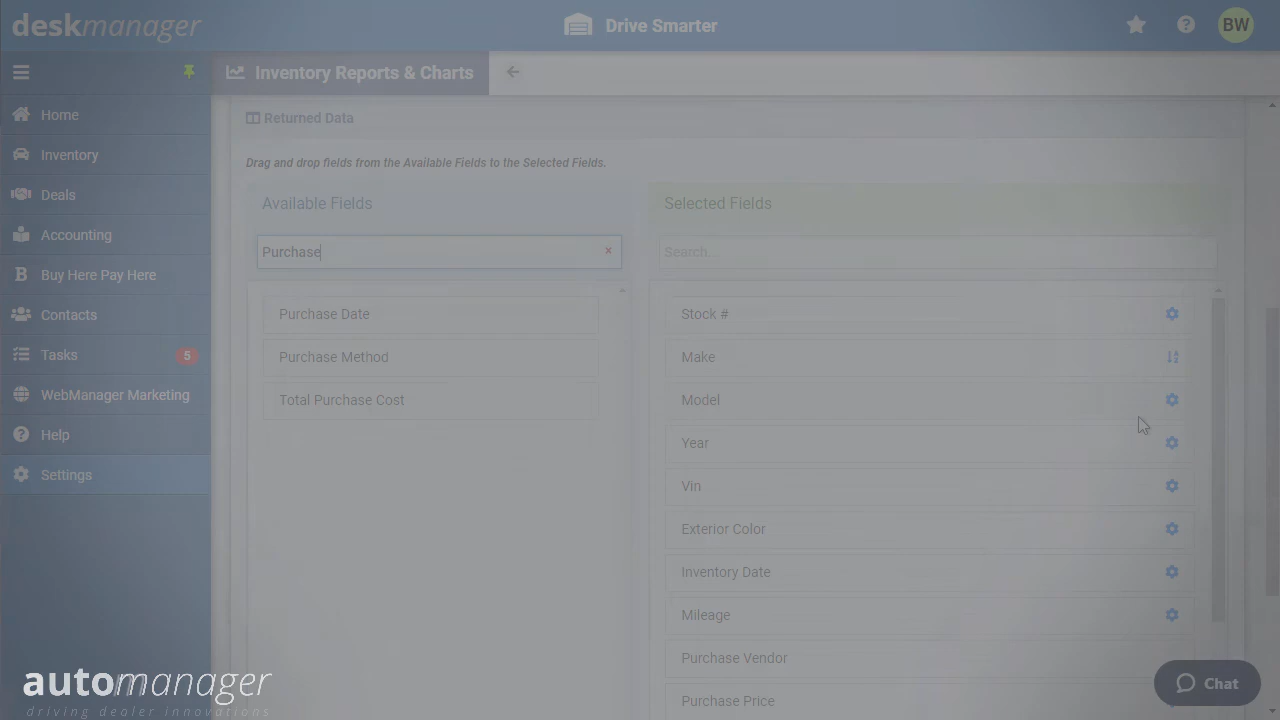 deskmanager
Drive Smarter
BW
Inventory Reports & Charts
Home
Inventory
Deals
Accounting
B Buy Here Pay Here
Contacts
Tasks
5
WebManager Marketing
Help
Settings
Returned Data
Drag and drop fields from the Available Fields to the Selected Fields.
Available Fields
Purchase
×
Purchase Date
Purchase Method
Total Purchase Cost
Selected Fields
Search...
Stock #
Make
Model
Year
Vin
Exterior Color
Inventory Date
Mileage
Purchase Vendor
Purchase Price
Chat
automanager
driving dealer innovations